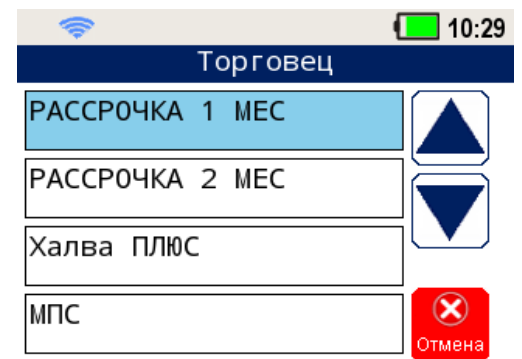 10:29
Торговец
РАССРОЧКА 1 МЕС
РАССРОЧКА 2 МЕС
Халва ПЛЮС
МПС
Отмена